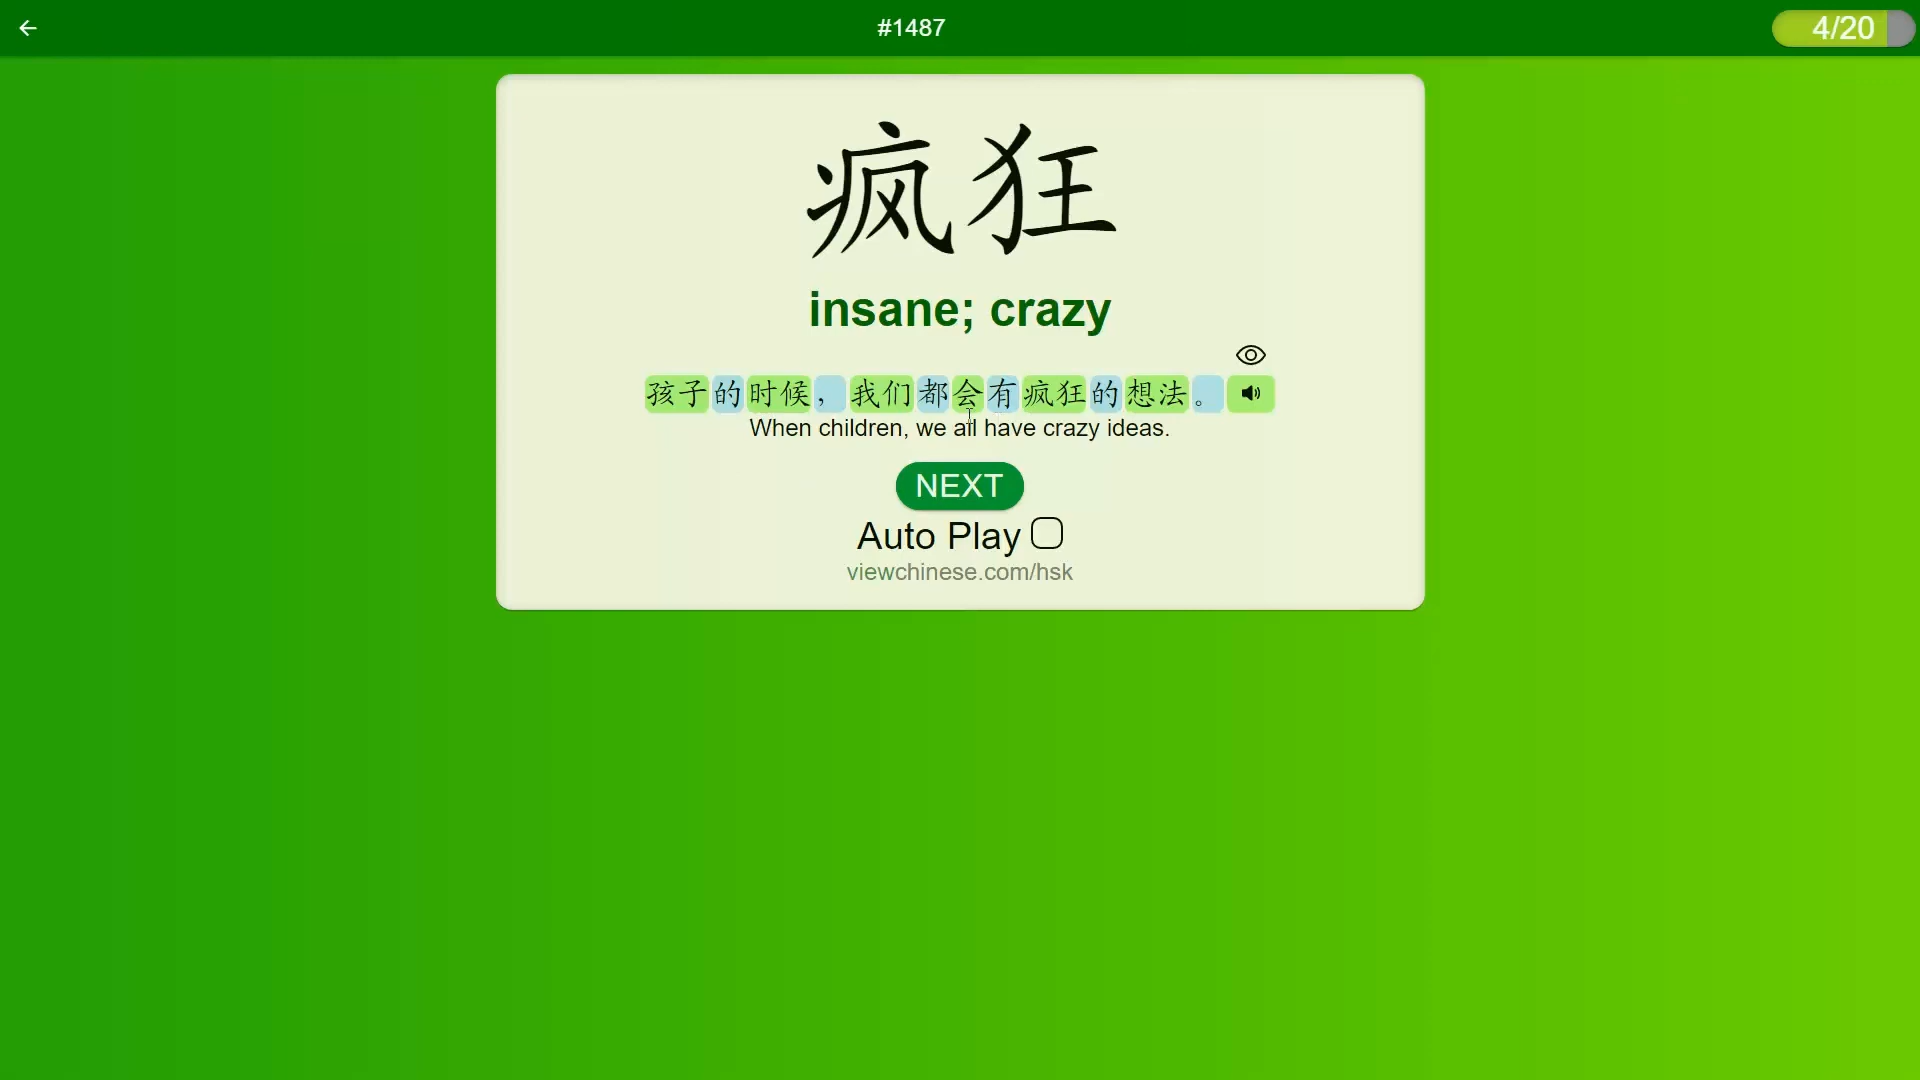 #1487
4/20
疯狂
insane; crazy
孩子的时候，我们都会有疯狂的想法。
When children, we all have crazy ideas.
NEXT
Auto Play
viewchinese.com/hsk